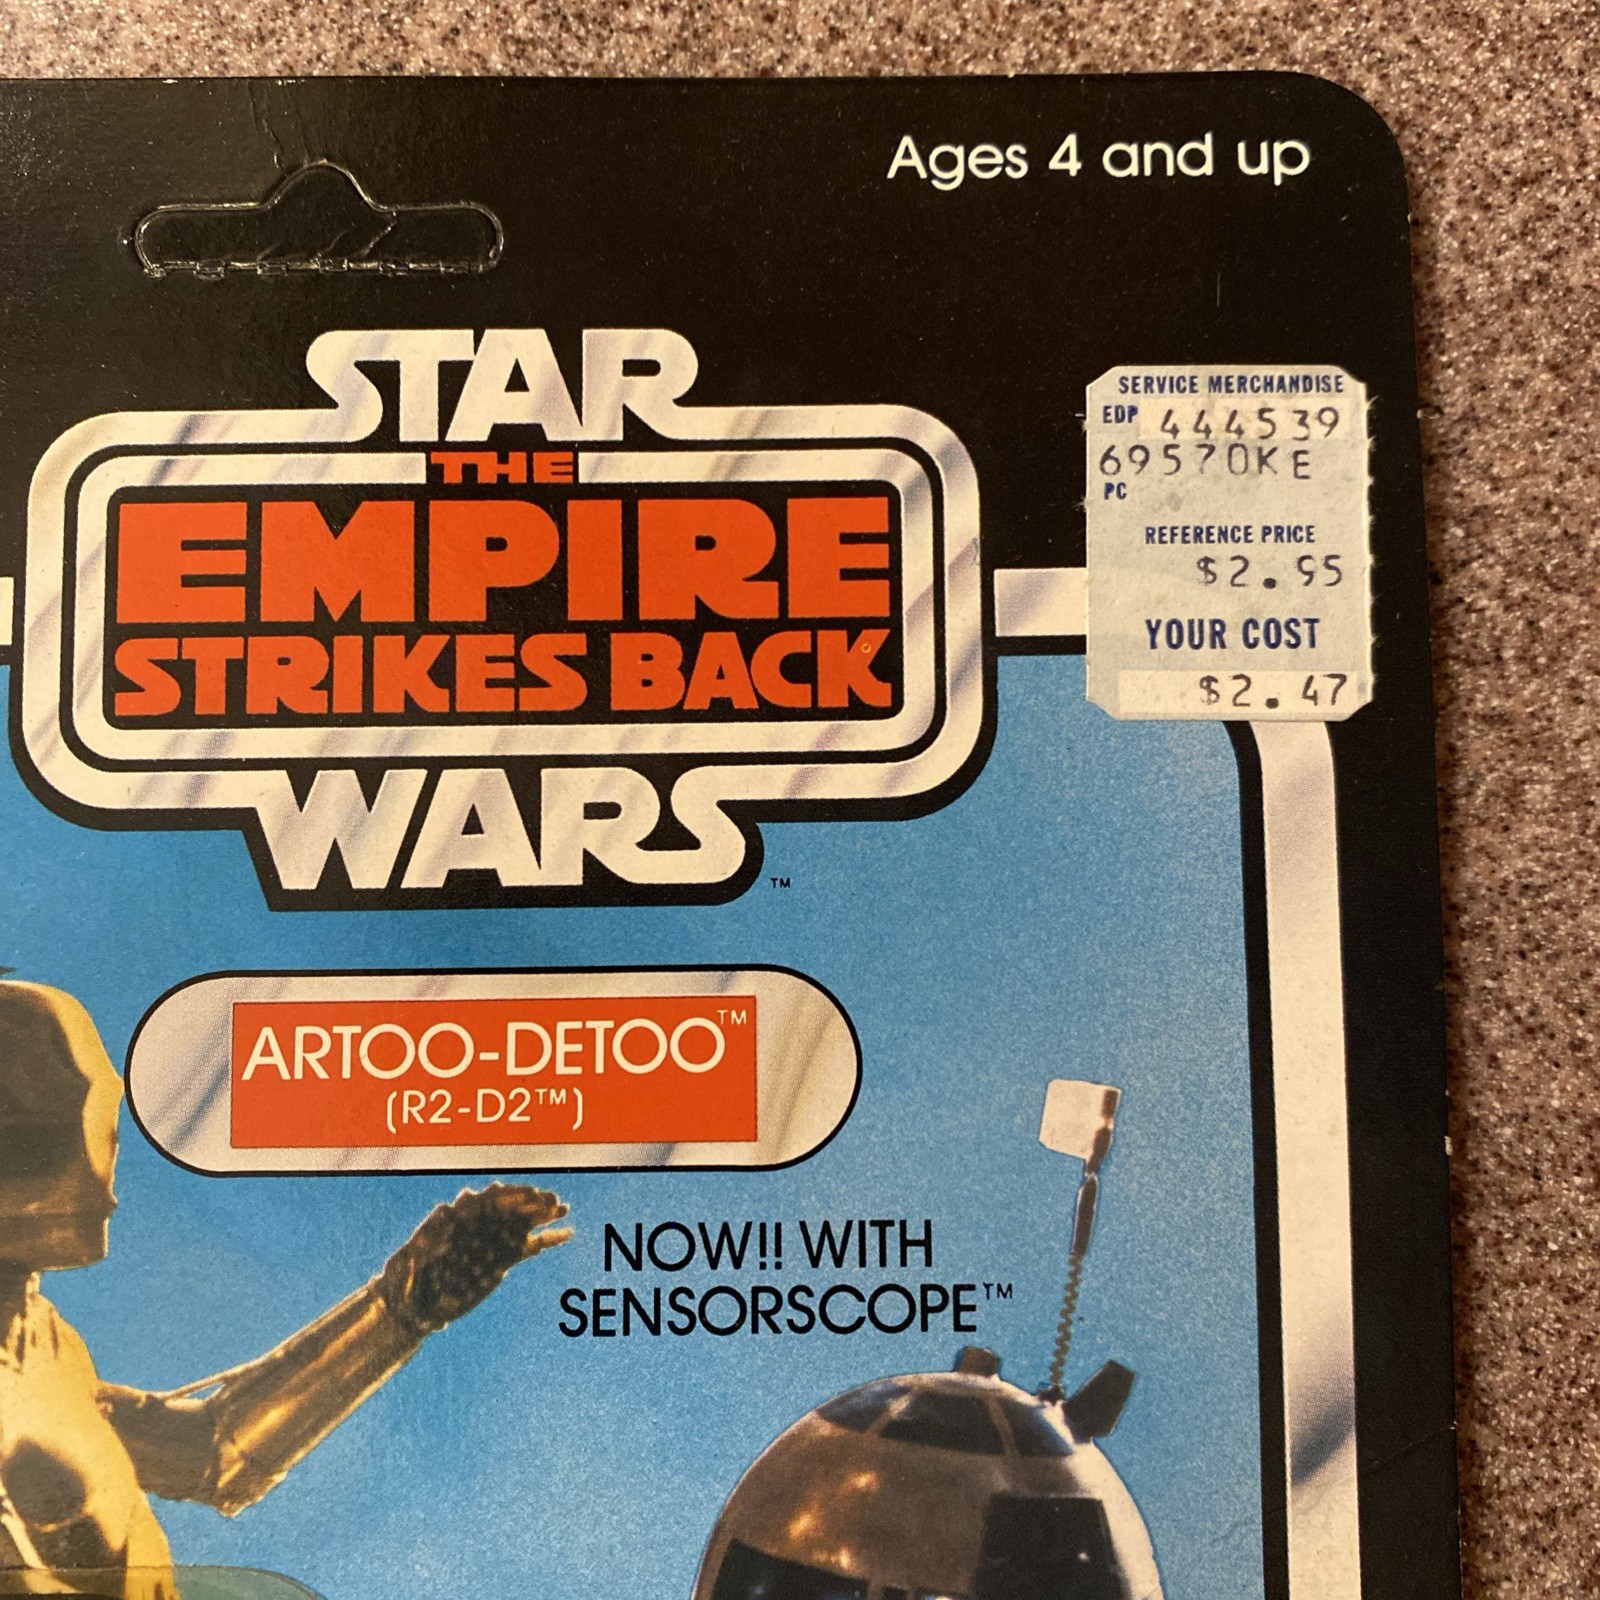 Ages 4 and up
STAR
THE
EMPIRE
STRIKES BACK
WARS
™
SERVICE MERCHANDISE
EDP 444539
69570KE
PC
REFERENCE PRICE
$2.95
YOUR COST
$2.47
ARTOO-DETOO™
(R2-D2™)
NOW!! WITH
SENSORSCOPE™